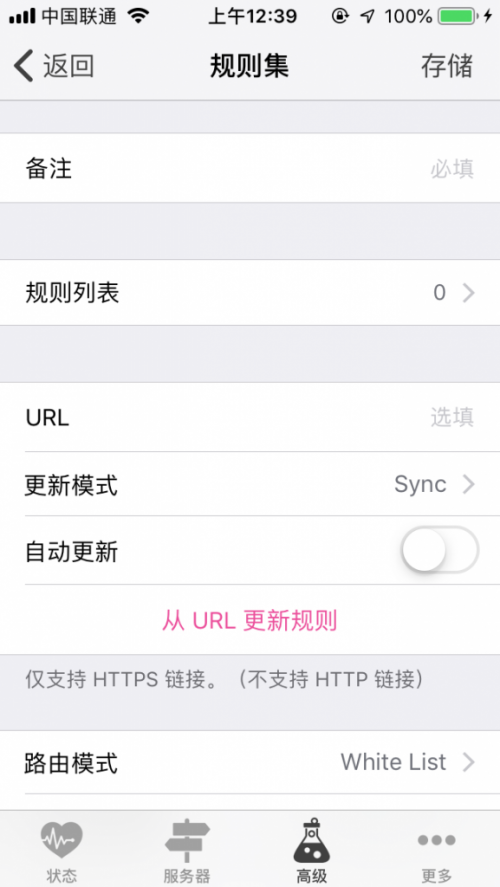 中国联通 上午12:39 100%
返回 规则集 存储
备注 必填
规则列表 0
URL 选填
更新模式 Sync
自动更新
从 URL 更新规则
仅支持 HTTPS 链接。（不支持 HTTP 链接）
路由模式 White List
状态 服务器 高级 更多